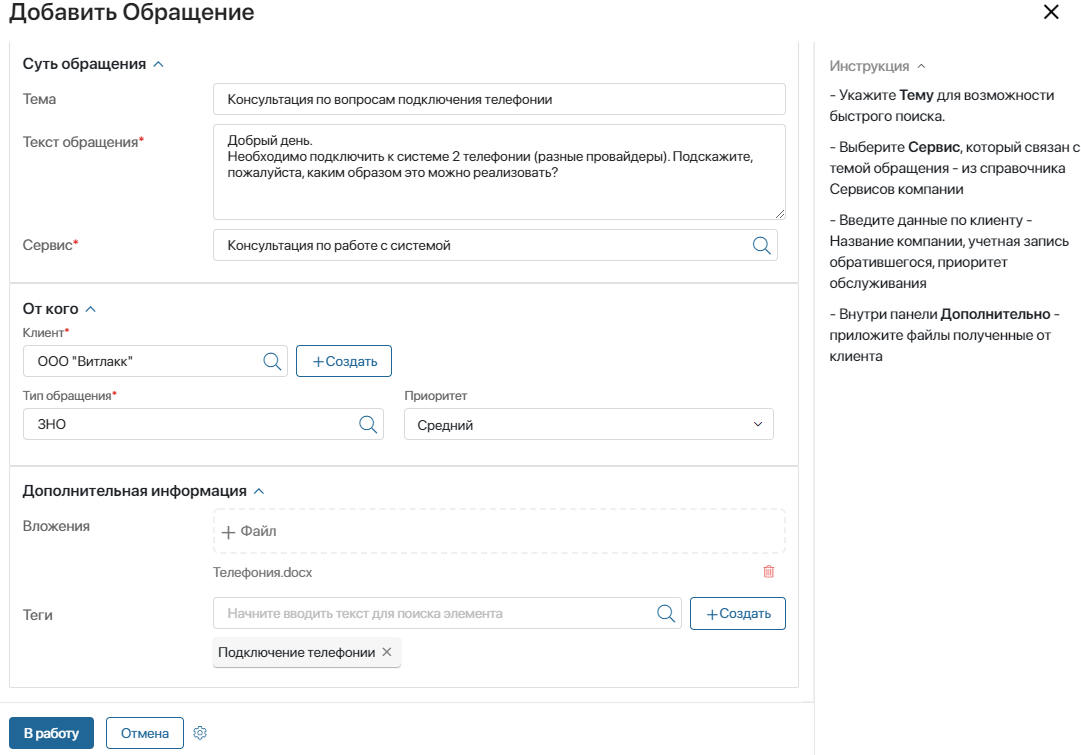 Добавить Обращение
Суть обращения
Тема
Консультация по вопросам подключения телефонии
Текст обращения*
Добрый день.
Необходимо подключить к системе 2 телефонии (разные провайдеры). Подскажите,
пожалуйста, каким образом это можно реализовать?
Сервис*
Консультация по работе с системой
От кого
Клиент*
ООО "Витлакк"
+Создать
Тип обращения*
Приоритет
ЗНО
Средний
Дополнительная информация
Вложения
+ Файл
Телефония.docx
Теги
Начните вводить текст для поиска элемента
+Создать
Подключение телефонии ×
В работу
Отмена
Инструкция
- Укажите Тему для возможности
быстрого поиска.
- Выберите Сервис, который связан с
темой обращения - из справочника
Сервисов компании
- Введите данные по клиенту -
Название компании, учетная запись
обратившегося, приоритет
обслуживания
- Внутри панели Дополнительно -
приложите файлы полученные от
клиента